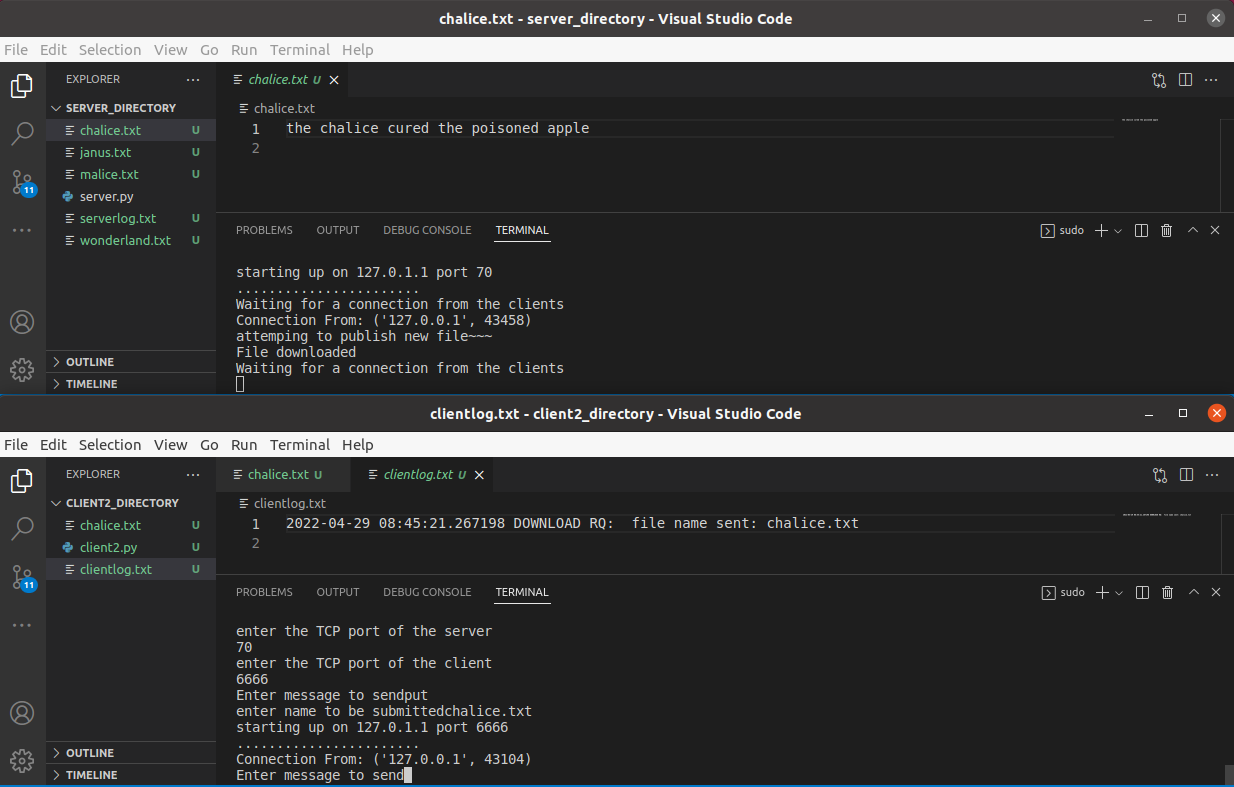 chalice.txt - server_directory - Visual Studio Code
File Edit Selection View Go Run Terminal Help
EXPLORER ···
SERVER_DIRECTORY
chalice.txt U
janus.txt U
malice.txt U
server.py
serverlog.txt U
wonderland.txt U
OUTLINE
TIMELINE
11
chalice.txt U
chalice.txt
1 the chalice cured the poisoned apple
2
PROBLEMS OUTPUT DEBUG CONSOLE TERMINAL
sudo
starting up on 127.0.1.1 port 70
.......................
Waiting for a connection from the clients
Connection From: ('127.0.0.1', 43458)
attemping to publish new file~~~
File downloaded
Waiting for a connection from the clients
clientlog.txt - client2_directory - Visual Studio Code
File Edit Selection View Go Run Terminal Help
EXPLORER ···
CLIENT2_DIRECTORY
chalice.txt U
client2.py U
clientlog.txt U
OUTLINE
TIMELINE
11
chalice.txt U clientlog.txt U
clientlog.txt
1 2022-04-29 08:45:21.267198 DOWNLOAD RQ:  file name sent: chalice.txt
2
PROBLEMS OUTPUT DEBUG CONSOLE TERMINAL
sudo
enter the TCP port of the server
70
enter the TCP port of the client
6666
Enter message to sendput
enter name to be submittedchalice.txt
starting up on 127.0.1.1 port 6666
.......................
Connection From: ('127.0.0.1', 43104)
Enter message to send